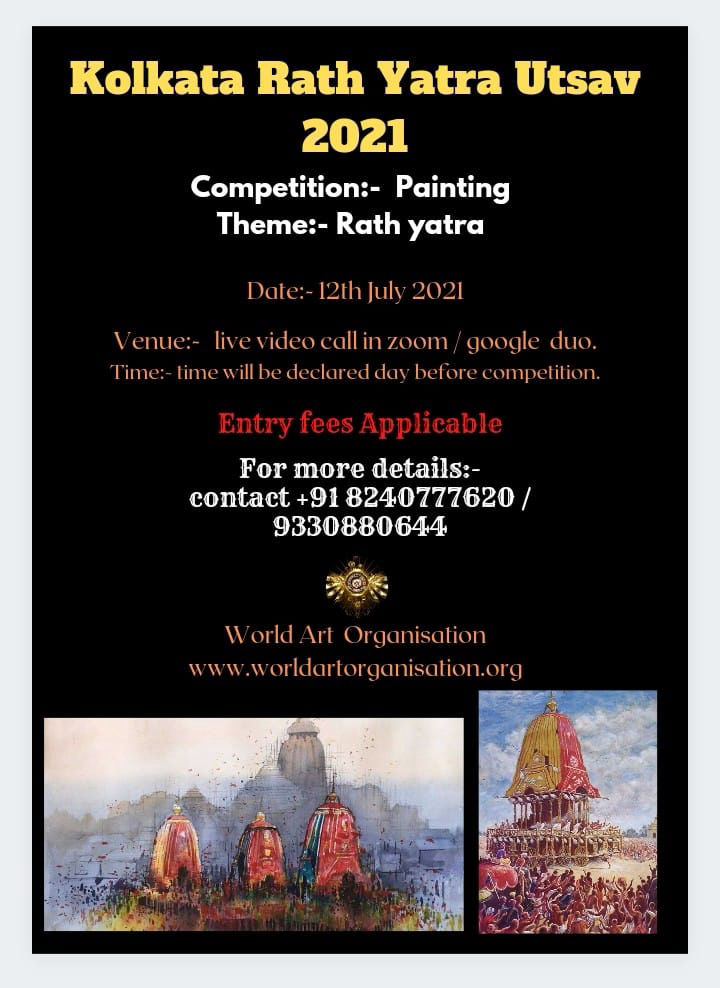 Kolkata Rath Yatra Utsav
2021
Competition:- Painting
Theme:- Rath yatra
Date:- 12th July 2021
Venue:- live video call in zoom / google duo.
Time:- time will be declared day before competition.
Entry fees Applicable
For more details:-
contact +91 8240777620 /
9330880644
World Art Organisation
www.worldartorganisation.org